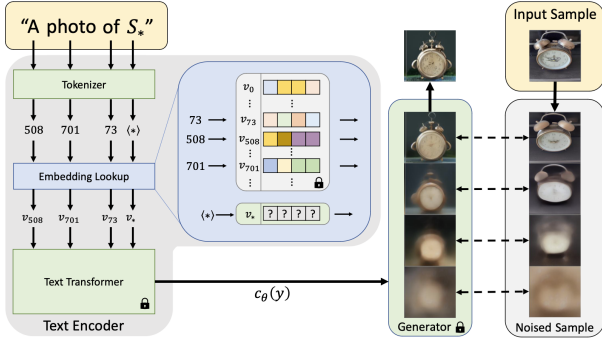 “A photo of S*”
Tokenizer
508 701 73 ⟨*⟩
Embedding Lookup
v508 v701 v73 v*
Text Transformer
Text Encoder
v0
⋮ ⋮
73 v73
508 v508
⋮ ⋮
701 v701
⋮ ⋮
⟨*⟩ v* ? ? ? ?
cθ(y)
Generator
Input Sample
Noised Sample